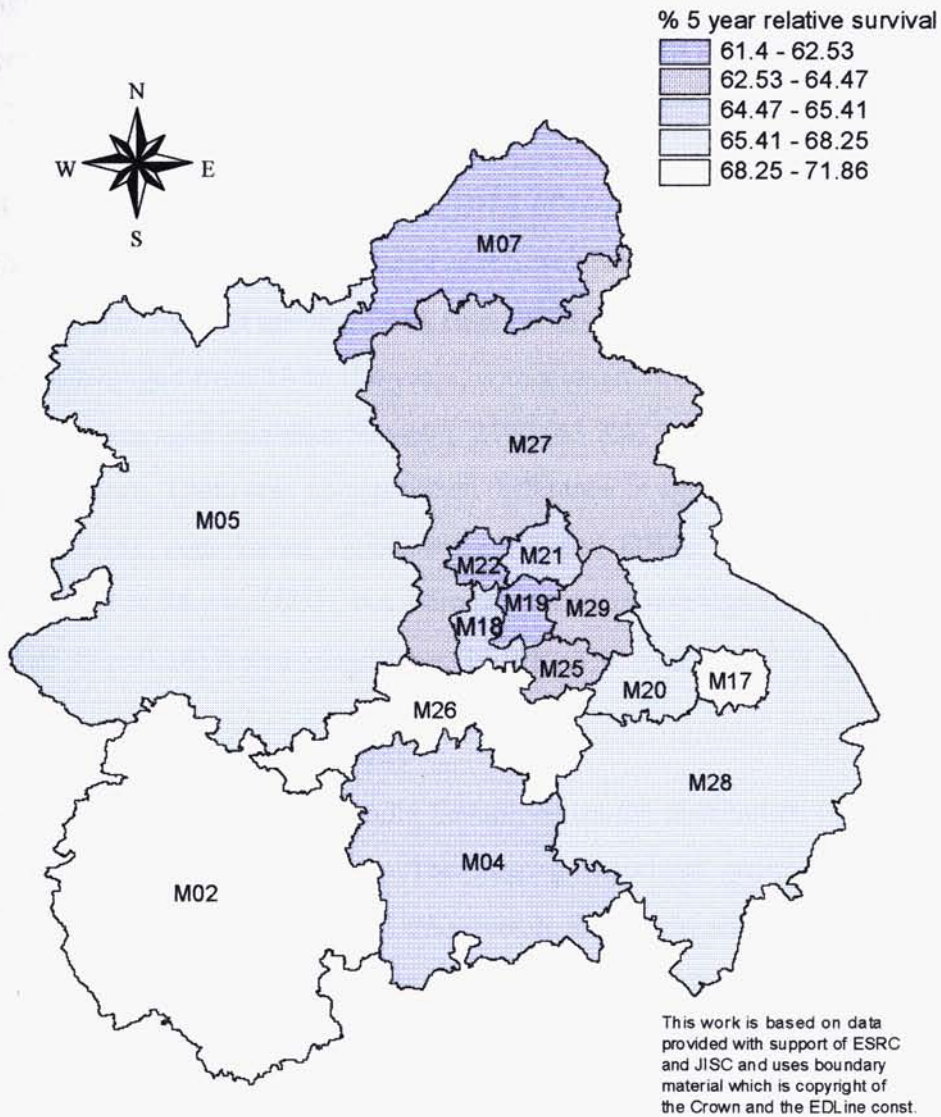 % 5 year relative survival
61.4 - 62.53
62.53 - 64.47
64.47 - 65.41
65.41 - 68.25
68.25 - 71.86
N
W
E
S
M07
M27
M05
M22
M21
M19
M29
M18
M25
M20
M17
M26
M28
M04
M02
This work is based on data
provided with support of ESRC
and JISC and uses boundary
material which is copyright of
the Crown and the EDLine const.